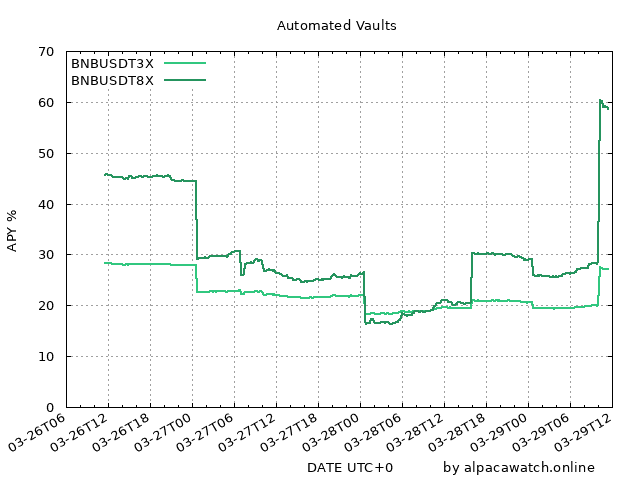 Automated Vaults
BNBUSDT3X
BNBUSDT8X
APY %
70
60
50
40
30
20
10
0
03-26T06
03-26T12
03-26T18
03-27T00
03-27T06
03-27T12
03-27T18
03-28T00
03-28T06
03-28T12
03-28T18
03-29T00
03-29T06
03-29T12
DATE UTC+0
by alpacawatch.online